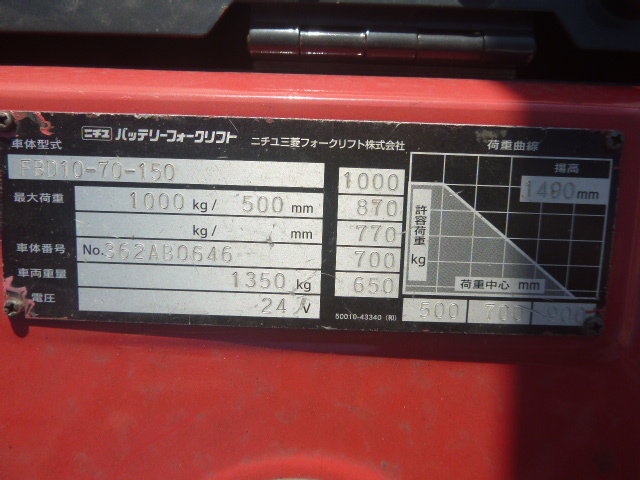 ニチユ バッテリーフォークリフト ニチユ三菱フォークリフト株式会社
車体型式 FBD10-70-150
最大荷重 1000 kg/ 500 mm
kg/ mm
車体番号 No.362AB0646
車両重量 1350 kg
電圧 24 V
1000
870
770
700
650
50010-43340 (和)
荷重曲線
揚高
1490 mm
許容荷重 kg
荷重中心 mm
500 700 900